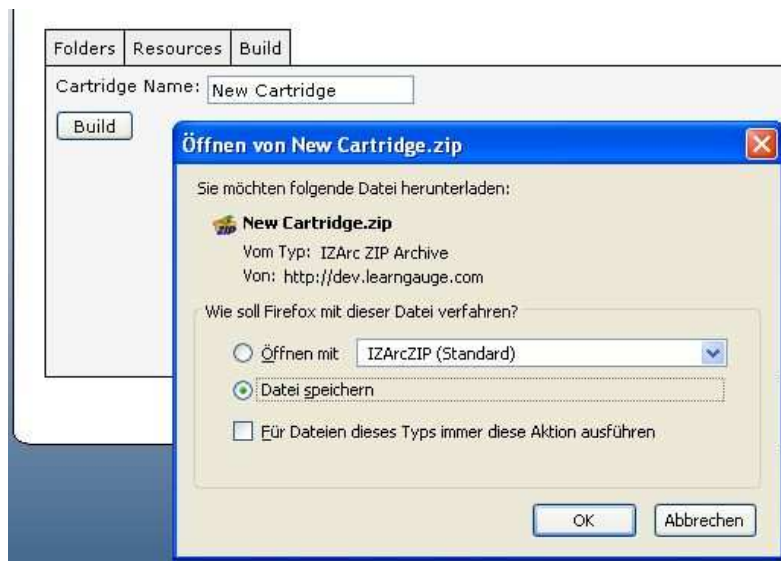 Folders Resources Build
Cartridge Name: New Cartridge
Build
Öffnen von New Cartridge.zip
Sie möchten folgende Datei herunterladen:
New Cartridge.zip
Vom Typ: IZArc ZIP Archive
Von: http://dev.learngauge.com
Wie soll Firefox mit dieser Datei verfahren?
Öffnen mit IZArcZIP (Standard)
Datei speichern
Für Dateien dieses Typs immer diese Aktion ausführen
OK Abbrechen